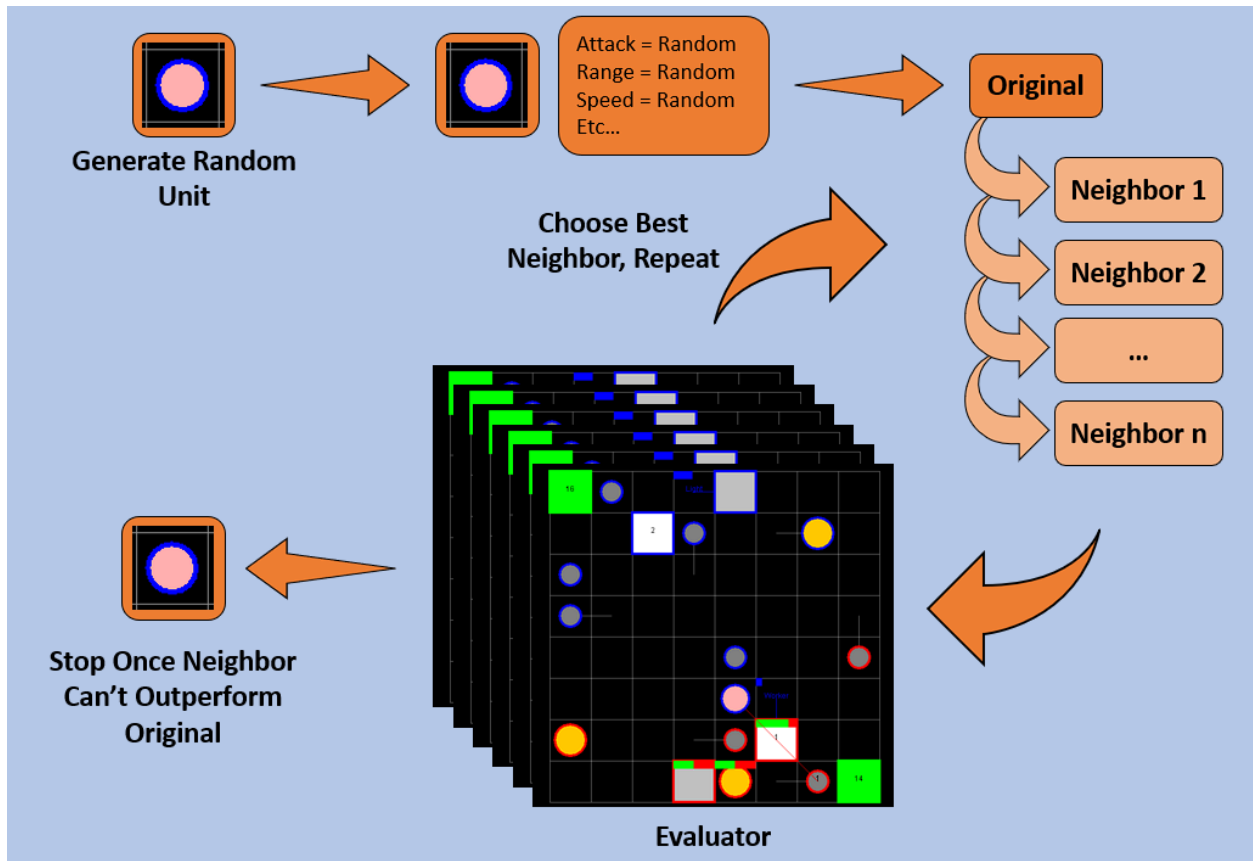 Attack = Random
Range = Random
Speed = Random
Etc...
Original
Generate Random
Unit
Neighbor 1
Choose Best
Neighbor, Repeat
Neighbor 2
...
Neighbor n
16
2
Stop Once Neighbor
Can't Outperform
Original
1
14
Evaluator